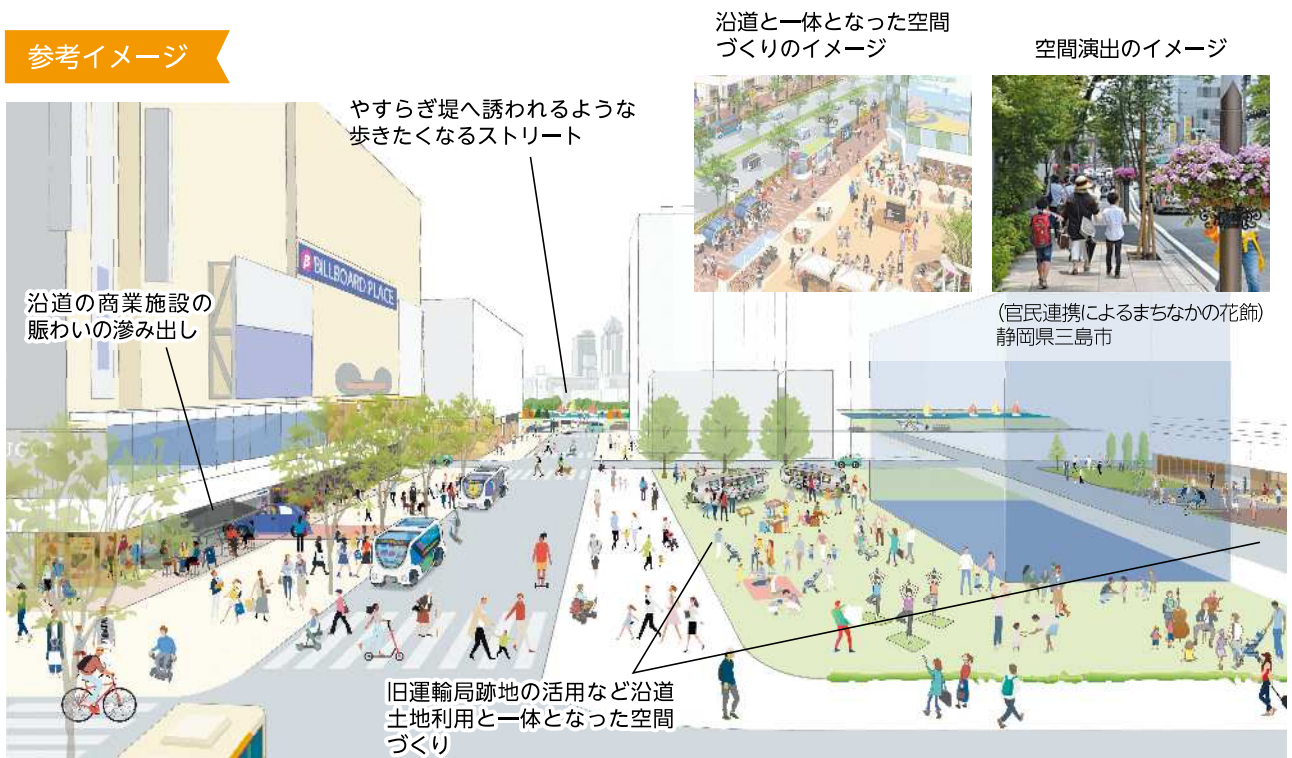 参考イメージ
沿道と一体となった空間
づくりのイメージ
空間演出のイメージ
やすらぎ堤へ誘われるような
歩きたくなるストリート
BILLBOARD PLACE
沿道の商業施設の
賑わいの滲み出し
(官民連携によるまちなかの花飾)
静岡県三島市
旧運輸局跡地の活用など沿道
土地利用と一体となった空間
づくり